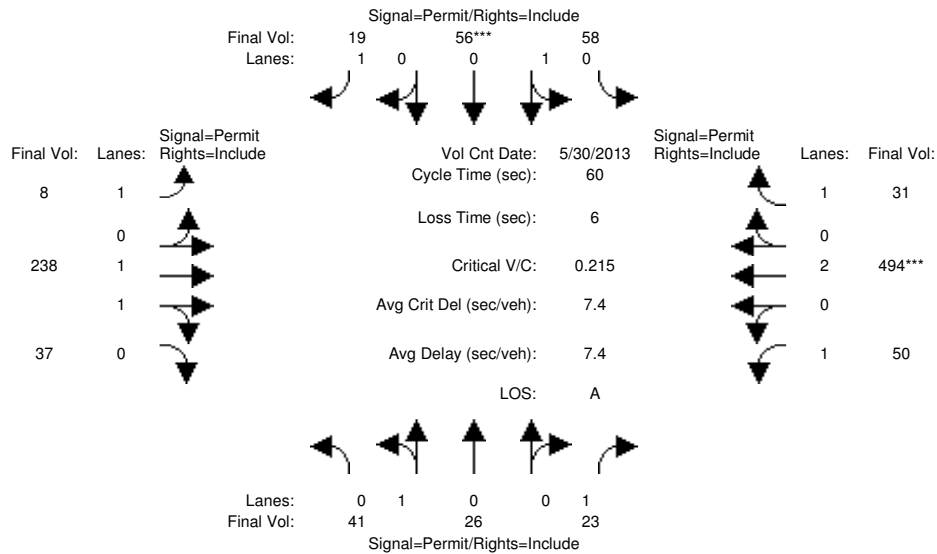 Signal=Permit/Rights=Include
Final Vol: 19 56*** 58
Lanes: 1 0 0 1 0
Signal=Permit
Final Vol: Lanes: Rights=Include
Vol Cnt Date: 5/30/2013
Signal=Permit
Rights=Include Lanes: Final Vol:
Cycle Time (sec): 60
8 1
1 31
Loss Time (sec): 6
0
0
238 1
Critical V/C: 0.215
2 494***
1
Avg Crit Del (sec/veh): 7.4
0
37 0
Avg Delay (sec/veh): 7.4
1 50
LOS: A
Lanes: 0 1 0 0 1
Final Vol: 41 26 23
Signal=Permit/Rights=Include